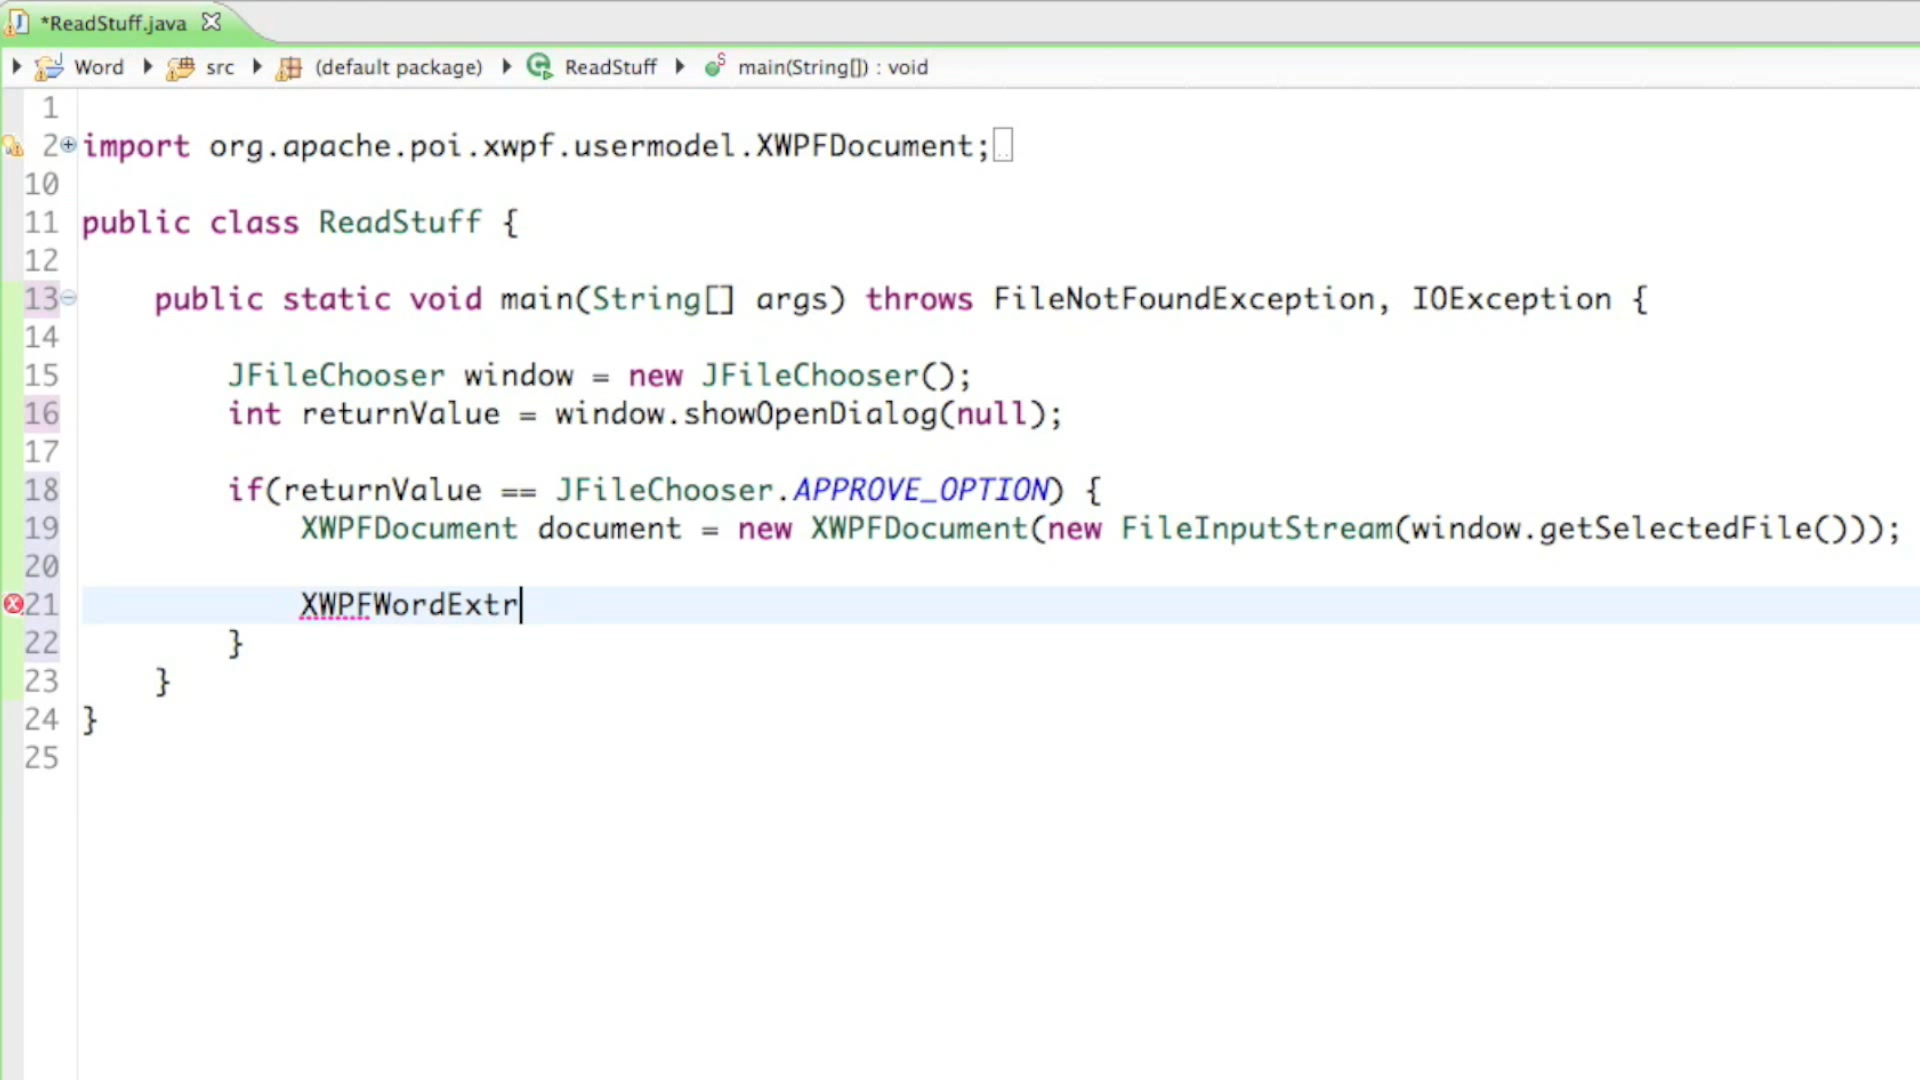 *ReadStuff.java
Word src (default package) ReadStuff main(String[]) : void
1
2 import org.apache.poi.xwpf.usermodel.XWPFDocument;
10
11 public class ReadStuff {
12
13 public static void main(String[] args) throws FileNotFoundException, IOException {
14
15 JFileChooser window = new JFileChooser();
16 int returnValue = window.showOpenDialog(null);
17
18 if(returnValue == JFileChooser.APPROVE_OPTION) {
19 XWPFDocument document = new XWPFDocument(new FileInputStream(window.getSelectedFile()));
20
21 XWPFWordExtr
22 }
23 }
24 }
25